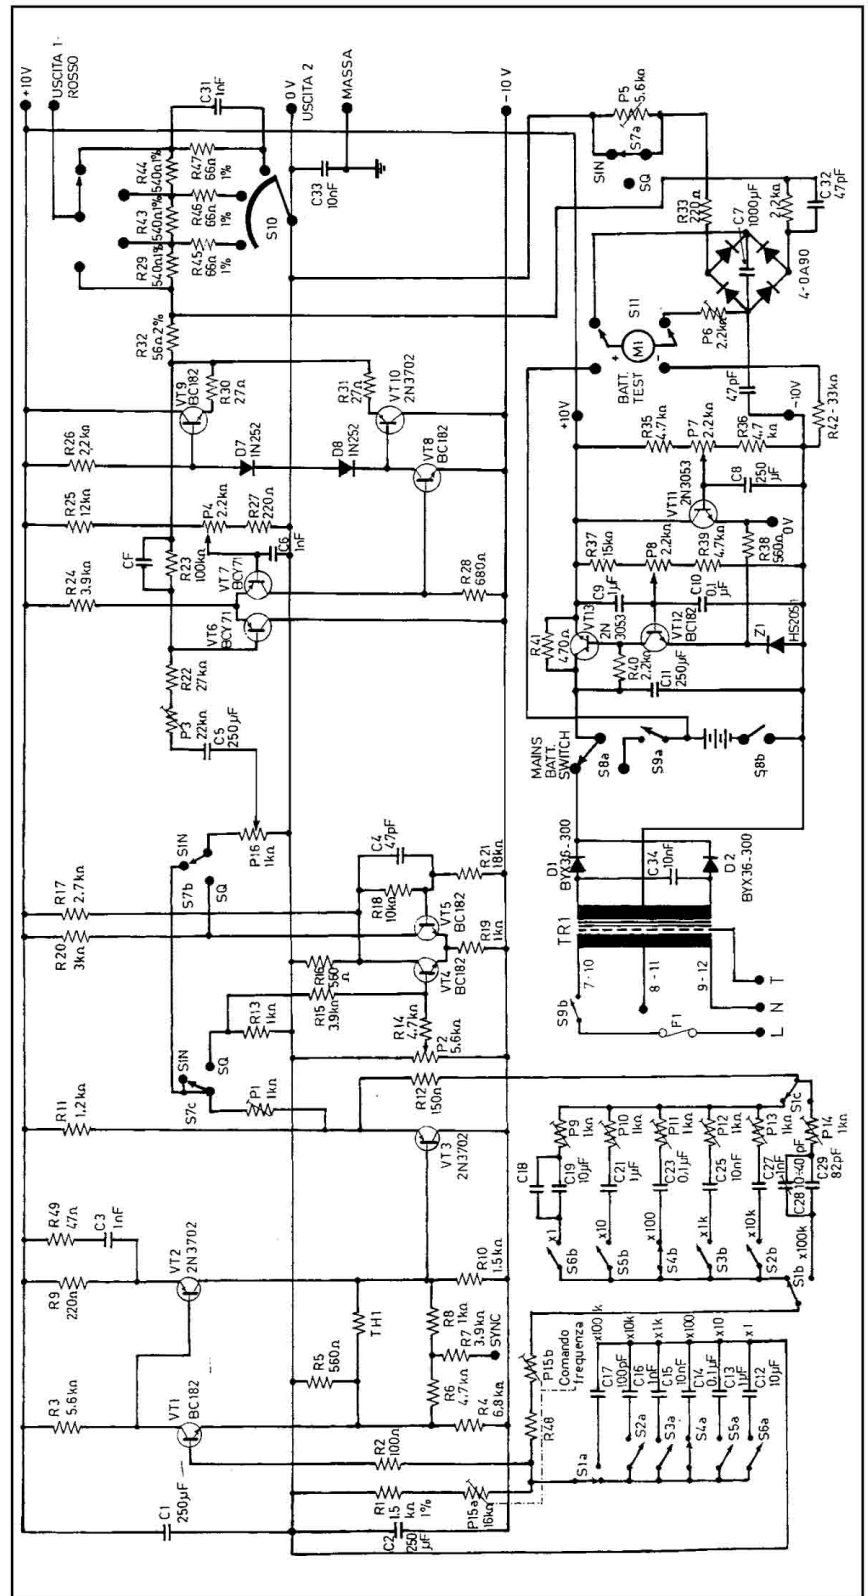 +10V
USCITA 1
ROSSO
0V
USCITA 2
MASSA
-10V
C1
250µF
R3
5.6kΩ
VT1
BC182
R9
220Ω
R49
47Ω
C3
1nF
VT2
2N3702
R5
560Ω
TH1
R2
100Ω
R1
1.5
kΩ
1%
C2
250
µF
P15a
16kΩ
R4
6.8kΩ
R6
4.7kΩ
R7
3.9kΩ
SYNC
R8
1kΩ
R10
1.5kΩ
VT3
2N3702
R11
1.2kΩ
P1
1kΩ
S7c
SIN
SQ
R12
150Ω
R13
1kΩ
R14
4.7kΩ
P2
5.6kΩ
R15
3.9kΩ
R16
560
Ω
R20
3kΩ
R17
2.7kΩ
S7b
SIN
SQ
VT4
BC182
VT5
BC182
R19
1kΩ
R18
10kΩ
C4
47pF
R21
18kΩ
P16
1kΩ
C5
250µF
P3
22kΩ
R22
27kΩ
VT6
BCY71
VT7
BCY71
CF
R23
100kΩ
R24
3.9kΩ
R25
12kΩ
P4
2.2kΩ
R27
220Ω
C6
1nF
R28
680Ω
R26
2,2kΩ
D7
1N252
D8
1N252
VT8
BC182
VT9
BC182
R30
27Ω
R31
27Ω
VT10
2N3702
R32
56Ω2%
R29
540Ω1%
R43
540Ω1%
R44
540Ω1%
R45
66Ω
1%
R46
66Ω
1%
R47
66Ω
1%
C31
1nF
S10
C33
10nF
R48
P15b
Comando
frequenza
S1a
S2a
S3a
S4a
S5a
S6a
C17
100pF
C16
1nF
C15
10nF
C14
0.1µF
C13
1µF
C12
10µF
x100k
x10k
x1k
x100
x10
x1
S6b
S5b
S4b
S3b
S2b
S1b
x1
x10
x100
x1k
x10k
x100k
C18
C19
10µF
C21
1µF
C23
0.1µF
C25
10nF
C27
1nF
C28
10÷40pF
C29
82pF
P9
1kΩ
P10
1kΩ
P11
1kΩ
P12
1kΩ
P13
1kΩ
P14
1kΩ
S1c
L
N
T
F1
S9b
7-10
8-11
9-12
TR1
D1
BYX36-300
C34
10nF
D2
BYX36-300
MAINS
BATT.
SWITCH
S8a
S9a
S8b
R41
470Ω
VT13
2N
3053
R40
2.2kΩ
C11
250µF
VT12
BC182
Z1
HS2051
C9
1µF
C10
0,1
µF
R37
15kΩ
P8
2.2kΩ
R39
4.7kΩ
R38
560Ω
0V
VT11
2N3053
C8
250
µF
+10V
R35
4.7kΩ
P7
2.2kΩ
R36
4.7
kΩ
-10V
R42-33kΩ
BATT.
TEST
+
M1
-
S11
P6
2.2kΩ
47pF
4-0A90
C7
1000µF
R33
220Ω
2.2kΩ
C32
47pF
SIN
SQ
S7a
P5
5.6kΩ